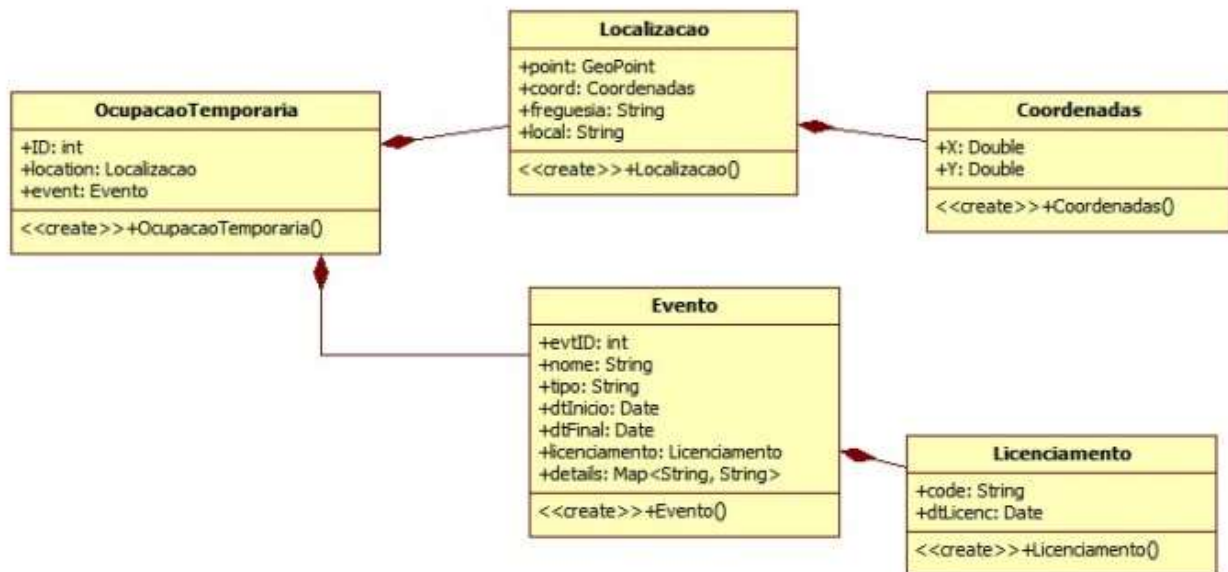 Localizacao
+point: GeoPoint
+coord: Coordenadas
+freguesia: String
+local: String
<<create>>+Localizacao()
OcupacaoTemporaria
+ID: int
+location: Localizacao
+event: Evento
<<create>>+OcupacaoTemporaria()
Coordenadas
+X: Double
+Y: Double
<<create>>+Coordenadas()
Evento
+evtID: int
+nome: String
+tipo: String
+dtInicio: Date
+dtFinal: Date
+licenciamento: Licenciamento
+details: Map<String, String>
<<create>>+Evento()
Licenciamento
+code: String
+dtLicenc: Date
<<create>>+Licenciamento()